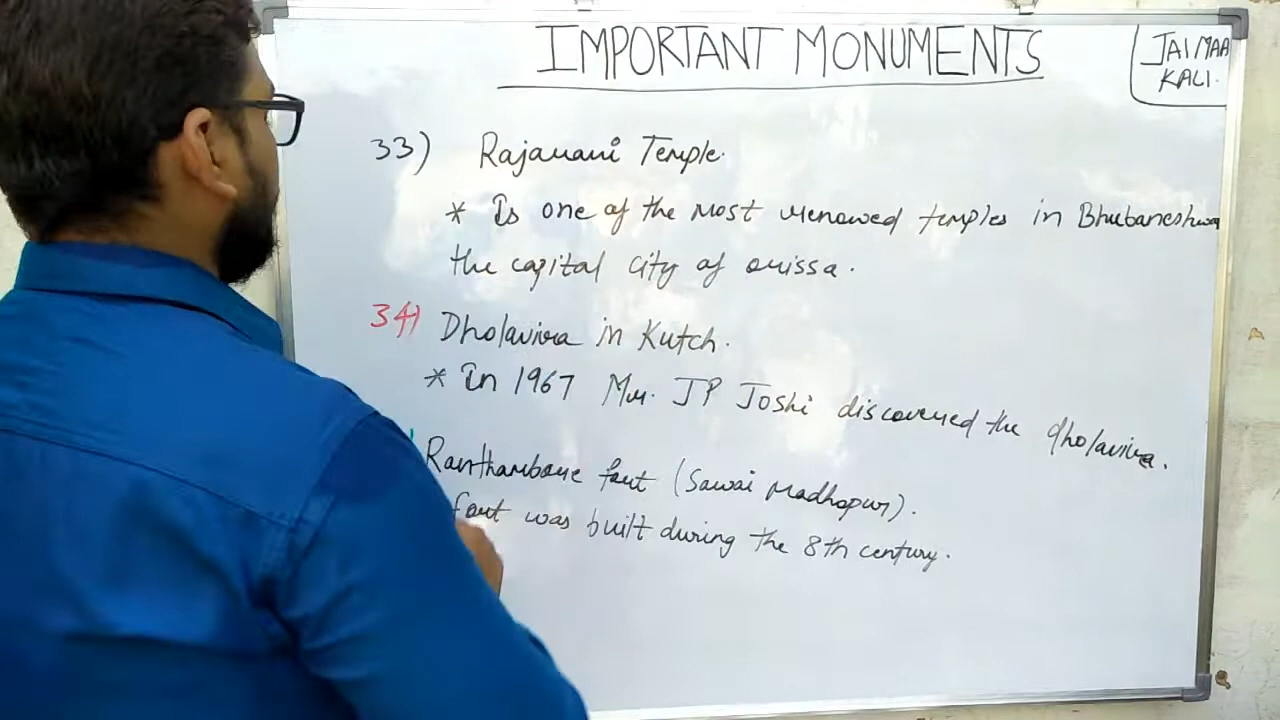 IMPORTANT MONUMENTS
JAI MAA
KALI.
33) Rajarani Temple.
* is one of the most renowed temples in Bhubaneshwar
the capital city of orissa.
34) Dholavira in Kutch.
* in 1967 Mr. JP Joshi discovered the dholavira.
Ranthambore fort (Sawai Madhopur).
fort was built during the 8th century.